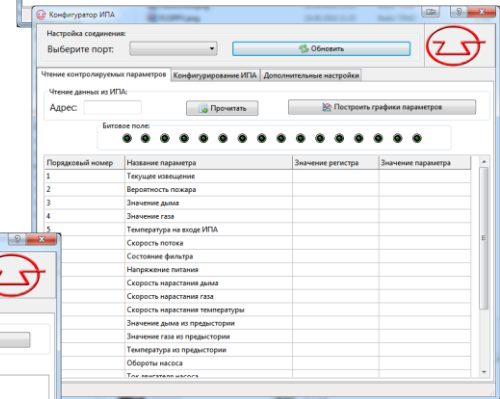 Конфигуратор ИПА
Настройка соединения:
Выберите порт:
Обновить
Чтение контролируемых параметров
Конфигурирование ИПА
Дополнительные настройки
Чтение данных из ИПА:
Адрес:
Прочитать
Построить графики параметров
Битовое поле:
Порядковый номер Название параметра Значение регистра Значение параметра
1 Текущее извещение
2 Вероятность пожара
3 Значение дыма
4 Значение газа
5 Температура на входе ИПА
Скорость потока
Состояние фильтра
Напряжение питания
Скорость нарастания дыма
Скорость нарастания газа
Скорость нарастания температуры
Значение дыма из предыстории
Значение газа из предыстории
Температура из предыстории
Обороты насоса
Ток двигателя насоса